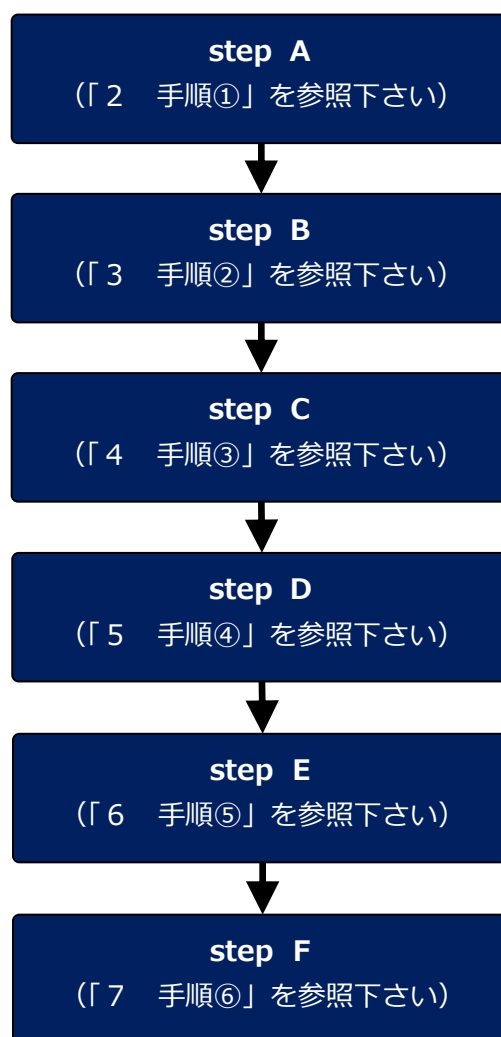 step A
（「２　手順①」を参照下さい）
step B
（「３　手順②」を参照下さい）
step C
（「４　手順③」を参照下さい）
step D
（「５　手順④」を参照下さい）
step E
（「６　手順⑤」を参照下さい）
step F
（「７　手順⑥」を参照下さい）